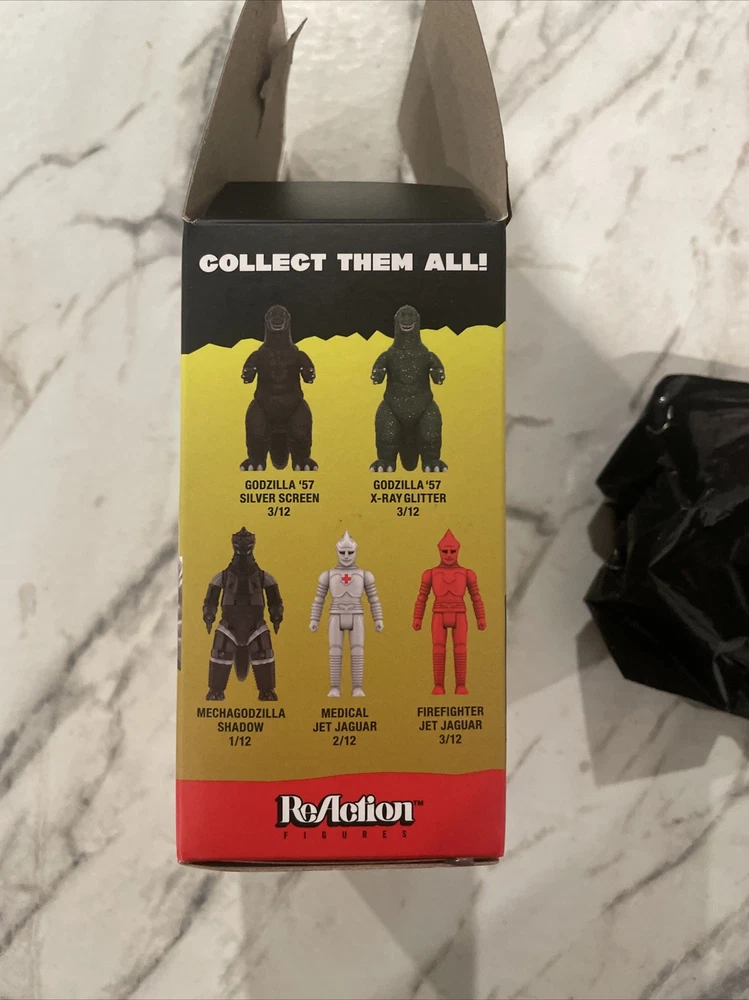 COLLECT THEM ALL!
GODZILLA '57
SILVER SCREEN
3/12
GODZILLA '57
X-RAY GLITTER
3/12
MECHAGODZILLA
SHADOW
1/12
MEDICAL
JET JAGUAR
2/12
FIREFIGHTER
JET JAGUAR
3/12
ReAction™
FIGURES